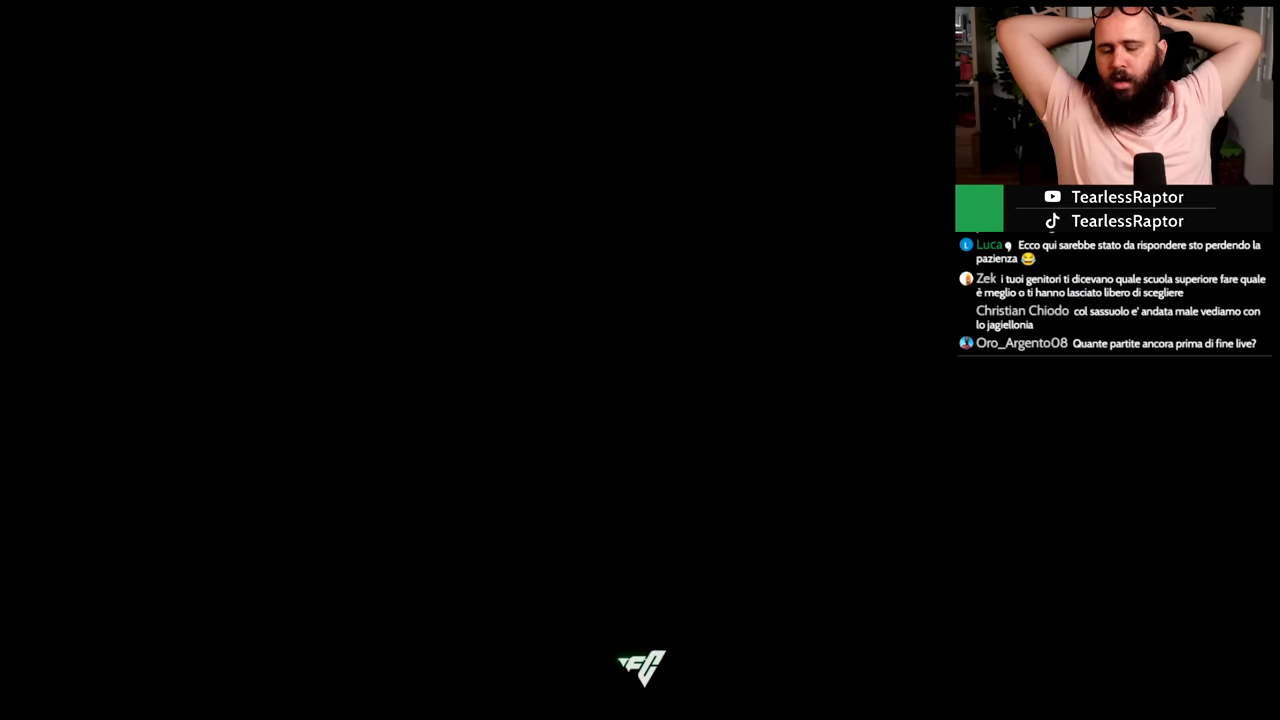 TearlessRaptor
TearlessRaptor
Luca Ecco qui sarebbe stato da rispondere sto perdendo la
pazienza 😂
Zek i tuoi genitori ti dicevano quale scuola superiore fare quale
è meglio o ti hanno lasciato libero di scegliere
Christian Chiodo col sassuolo e' andata male vediamo con
lo jagiellonia
Oro_Argento08 Quante partite ancora prima di fine live?
FC